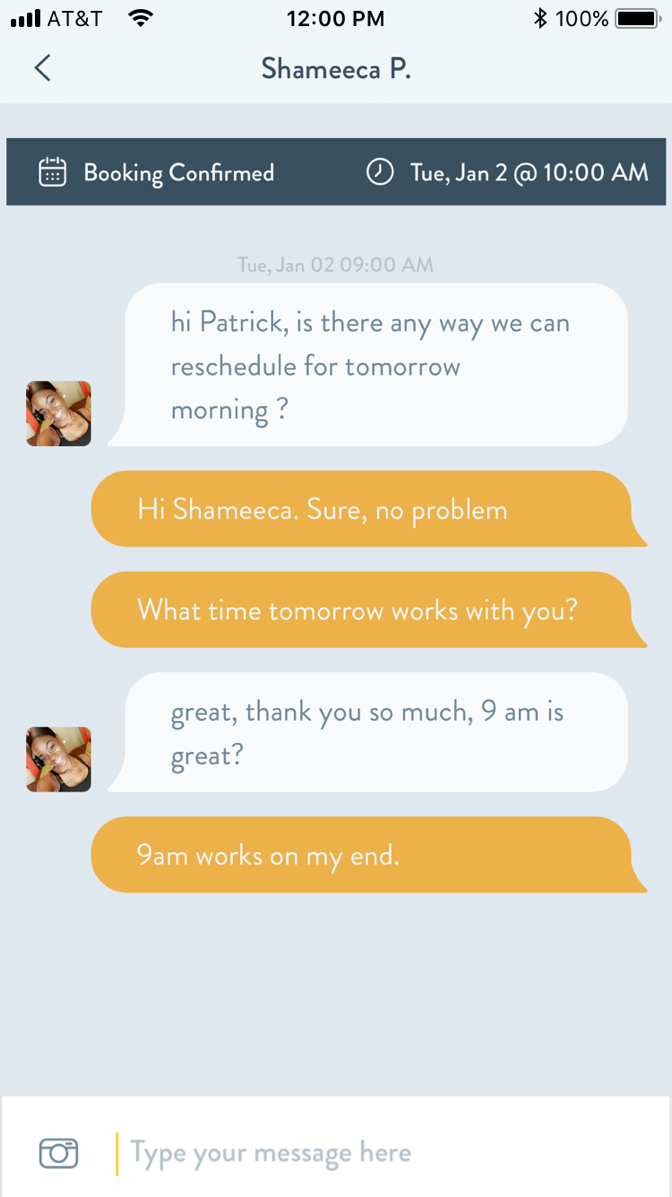 AT&T 12:00 PM 100%
Shameeca P.
Booking Confirmed Tue, Jan 2 @ 10:00 AM
Tue, Jan 02 09:00 AM
hi Patrick, is there any way we can
reschedule for tomorrow
morning ?
Hi Shameeca. Sure, no problem
What time tomorrow works with you?
great, thank you so much, 9 am is
great?
9am works on my end.
Type your message here